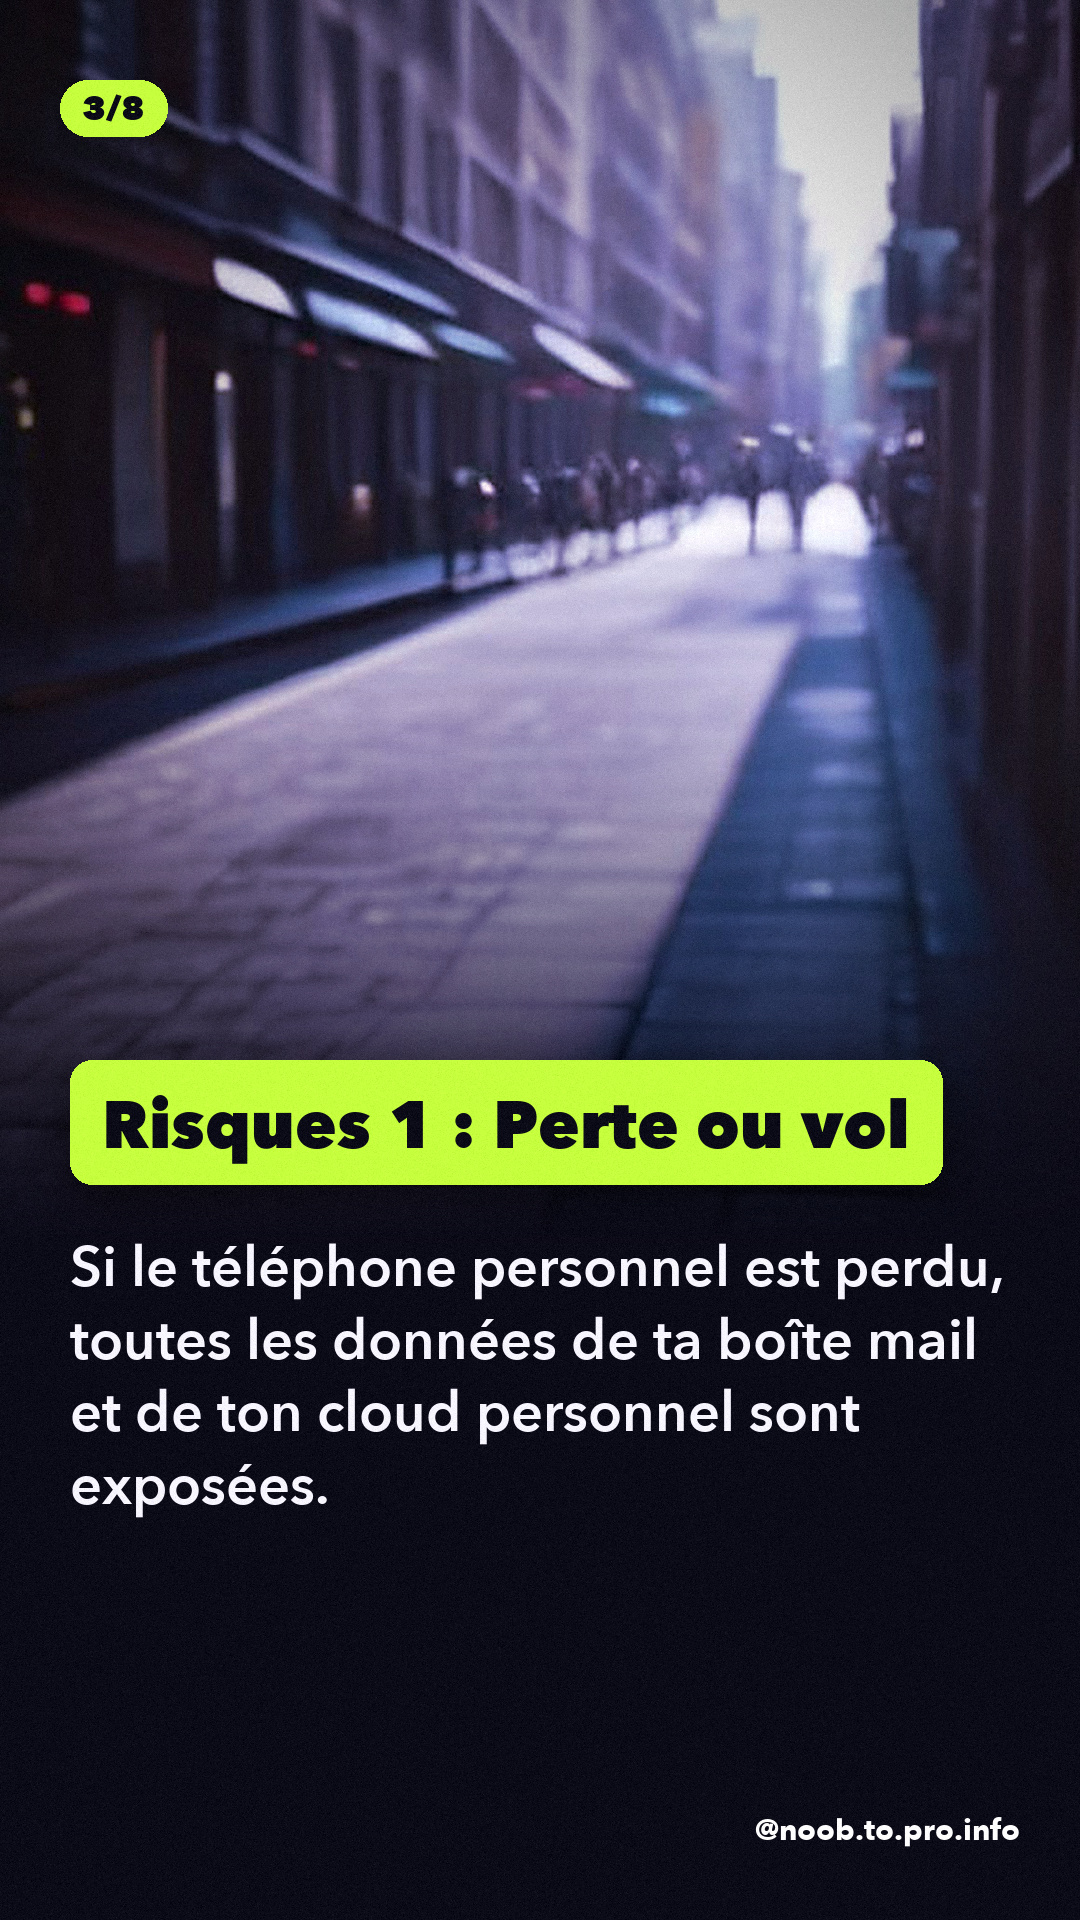 3/8
Risques 1 : Perte ou vol
Si le téléphone personnel est perdu,
toutes les données de ta boîte mail
et de ton cloud personnel sont
exposées.
@noob.to.pro.info